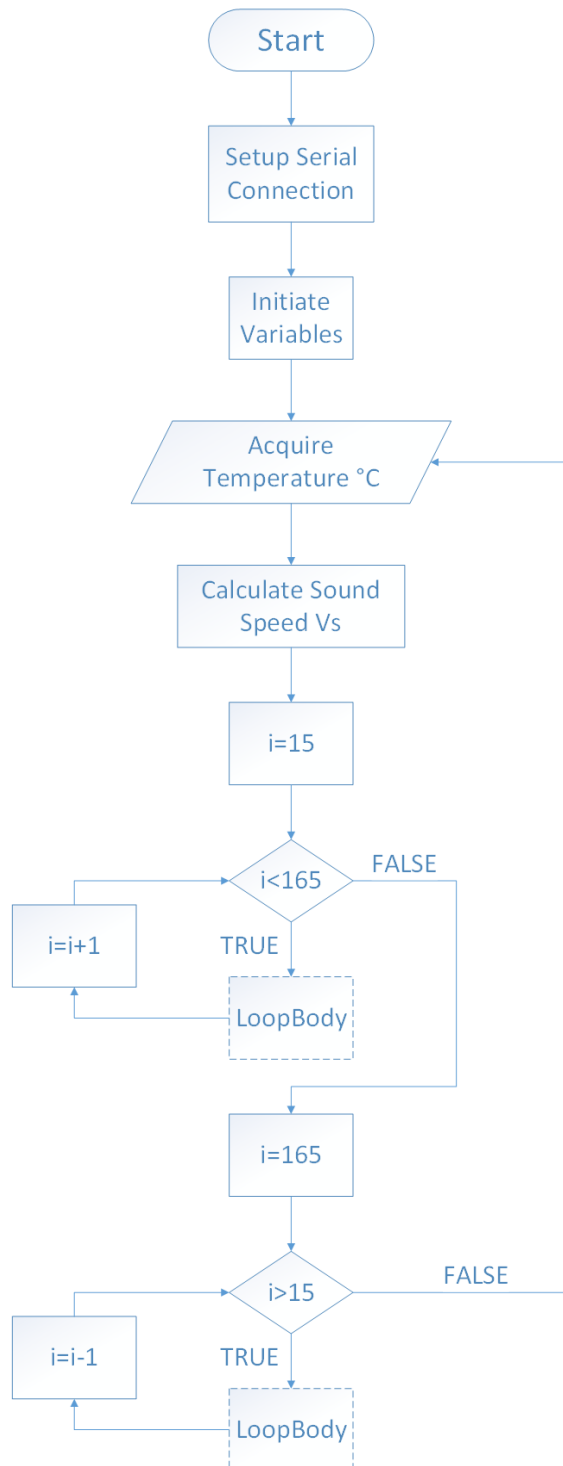 Start
Setup Serial
Connection
Initiate
Variables
Acquire
Temperature °C
Calculate Sound
Speed Vs
i=15
i<165
FALSE
i=i+1
TRUE
LoopBody
i=165
i>15
FALSE
i=i-1
TRUE
LoopBody